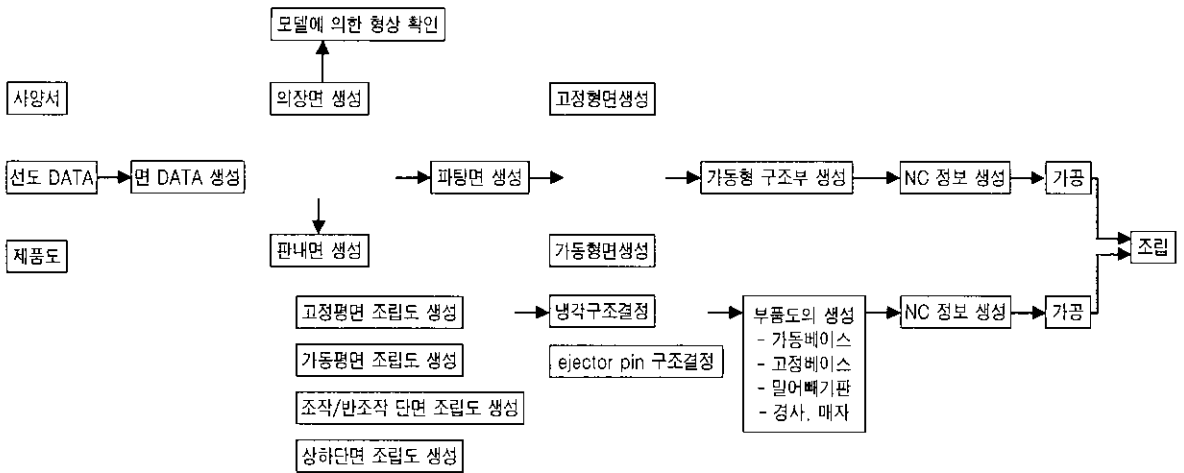 모델에 의한 형상 확인
사양서
의장면 생성
고정형면생성
선도 DATA
면 DATA 생성
파팅면 생성
가동형 구조부 생성
NC 정보 생성
가공
제품도
판내면 생성
가동형면생성
조립
고정평면 조립도 생성
냉각구조결정
부품도의 생성
- 가동베이스
- 고정베이스
- 밀어빼기판
- 경사, 매자
NC 정보 생성
가공
가동평면 조립도 생성
ejector pin 구조결정
조작/반조작 단면 조립도 생성
상하단면 조립도 생성